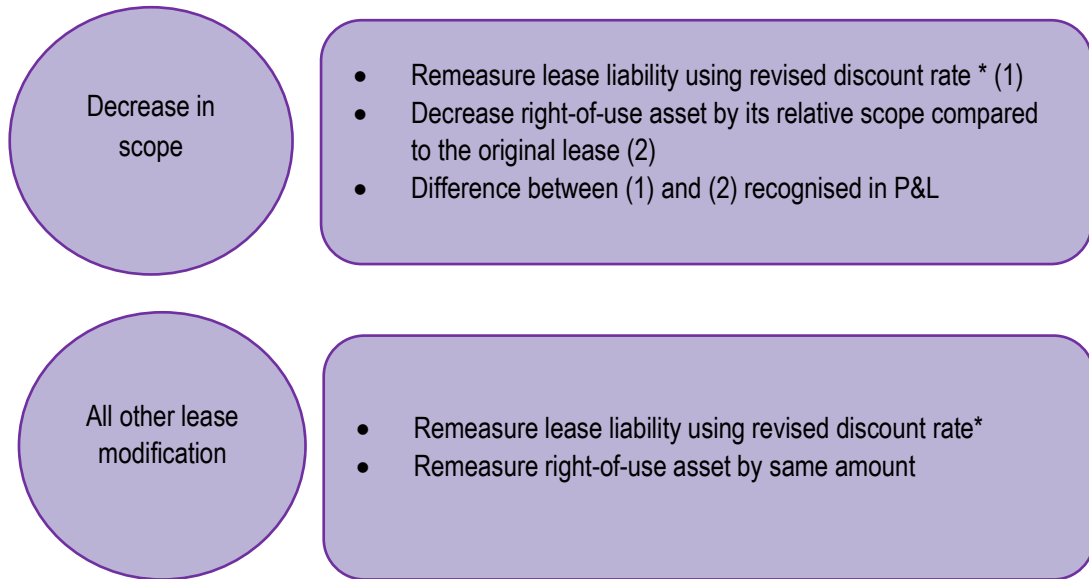 Decrease in
scope
• Remeasure lease liability using revised discount rate * (1)
• Decrease right-of-use asset by its relative scope compared
to the original lease (2)
• Difference between (1) and (2) recognised in P&L
All other lease
modification
• Remeasure lease liability using revised discount rate*
• Remeasure right-of-use asset by same amount